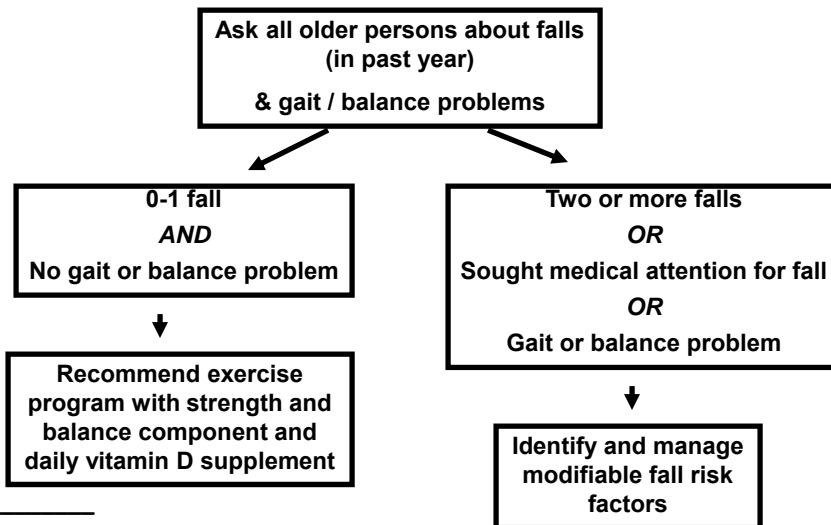 Ask all older persons about falls
(in past year)
& gait / balance problems
0-1 fall
AND
No gait or balance problem
Two or more falls
OR
Sought medical attention for fall
OR
Gait or balance problem
Recommend exercise
program with strength and
balance component and
daily vitamin D supplement
Identify and manage
modifiable fall risk
factors